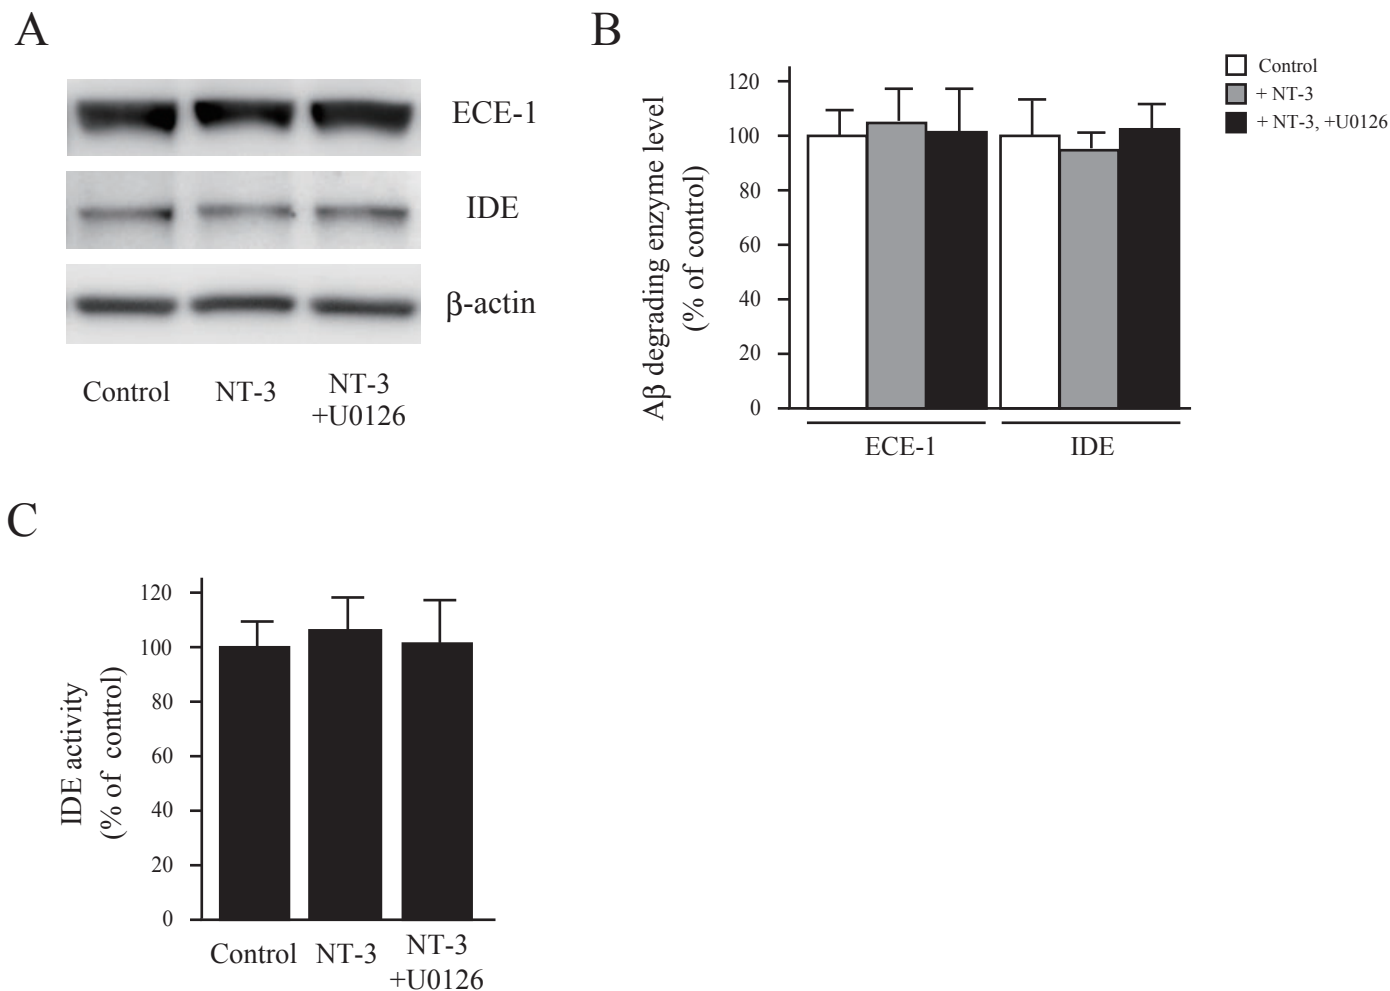 A
ECE-1
IDE
β-actin
Control
NT-3
NT-3
+U0126
B
Aβ degrading enzyme level
(% of control)
120
100
80
60
40
20
0
ECE-1
IDE
Control
+ NT-3
+ NT-3, +U0126
C
IDE activity
(% of control)
120
100
80
60
40
20
0
Control
NT-3
NT-3
+U0126